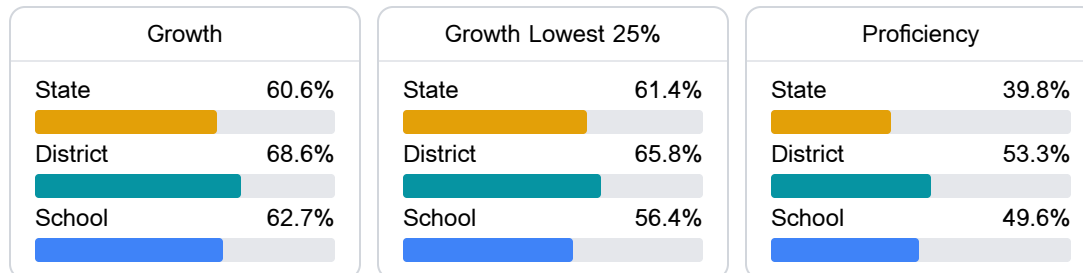 Growth
State 60.6%
District 68.6%
School 62.7%
Growth Lowest 25%
State 61.4%
District 65.8%
School 56.4%
Proficiency
State 39.8%
District 53.3%
School 49.6%